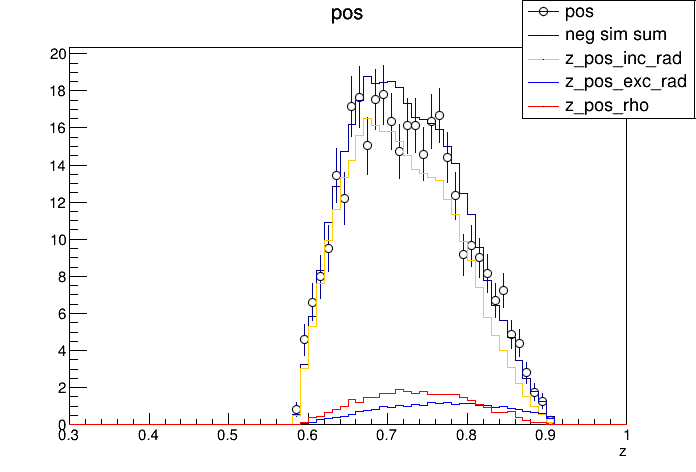 pos
pos
neg sim sum
z_pos_inc_rad
z_pos_exc_rad
z_pos_rho
20
18
16
14
12
10
8
6
4
2
0
0.3 0.4 0.5 0.6 0.7 0.8 0.9 1
z